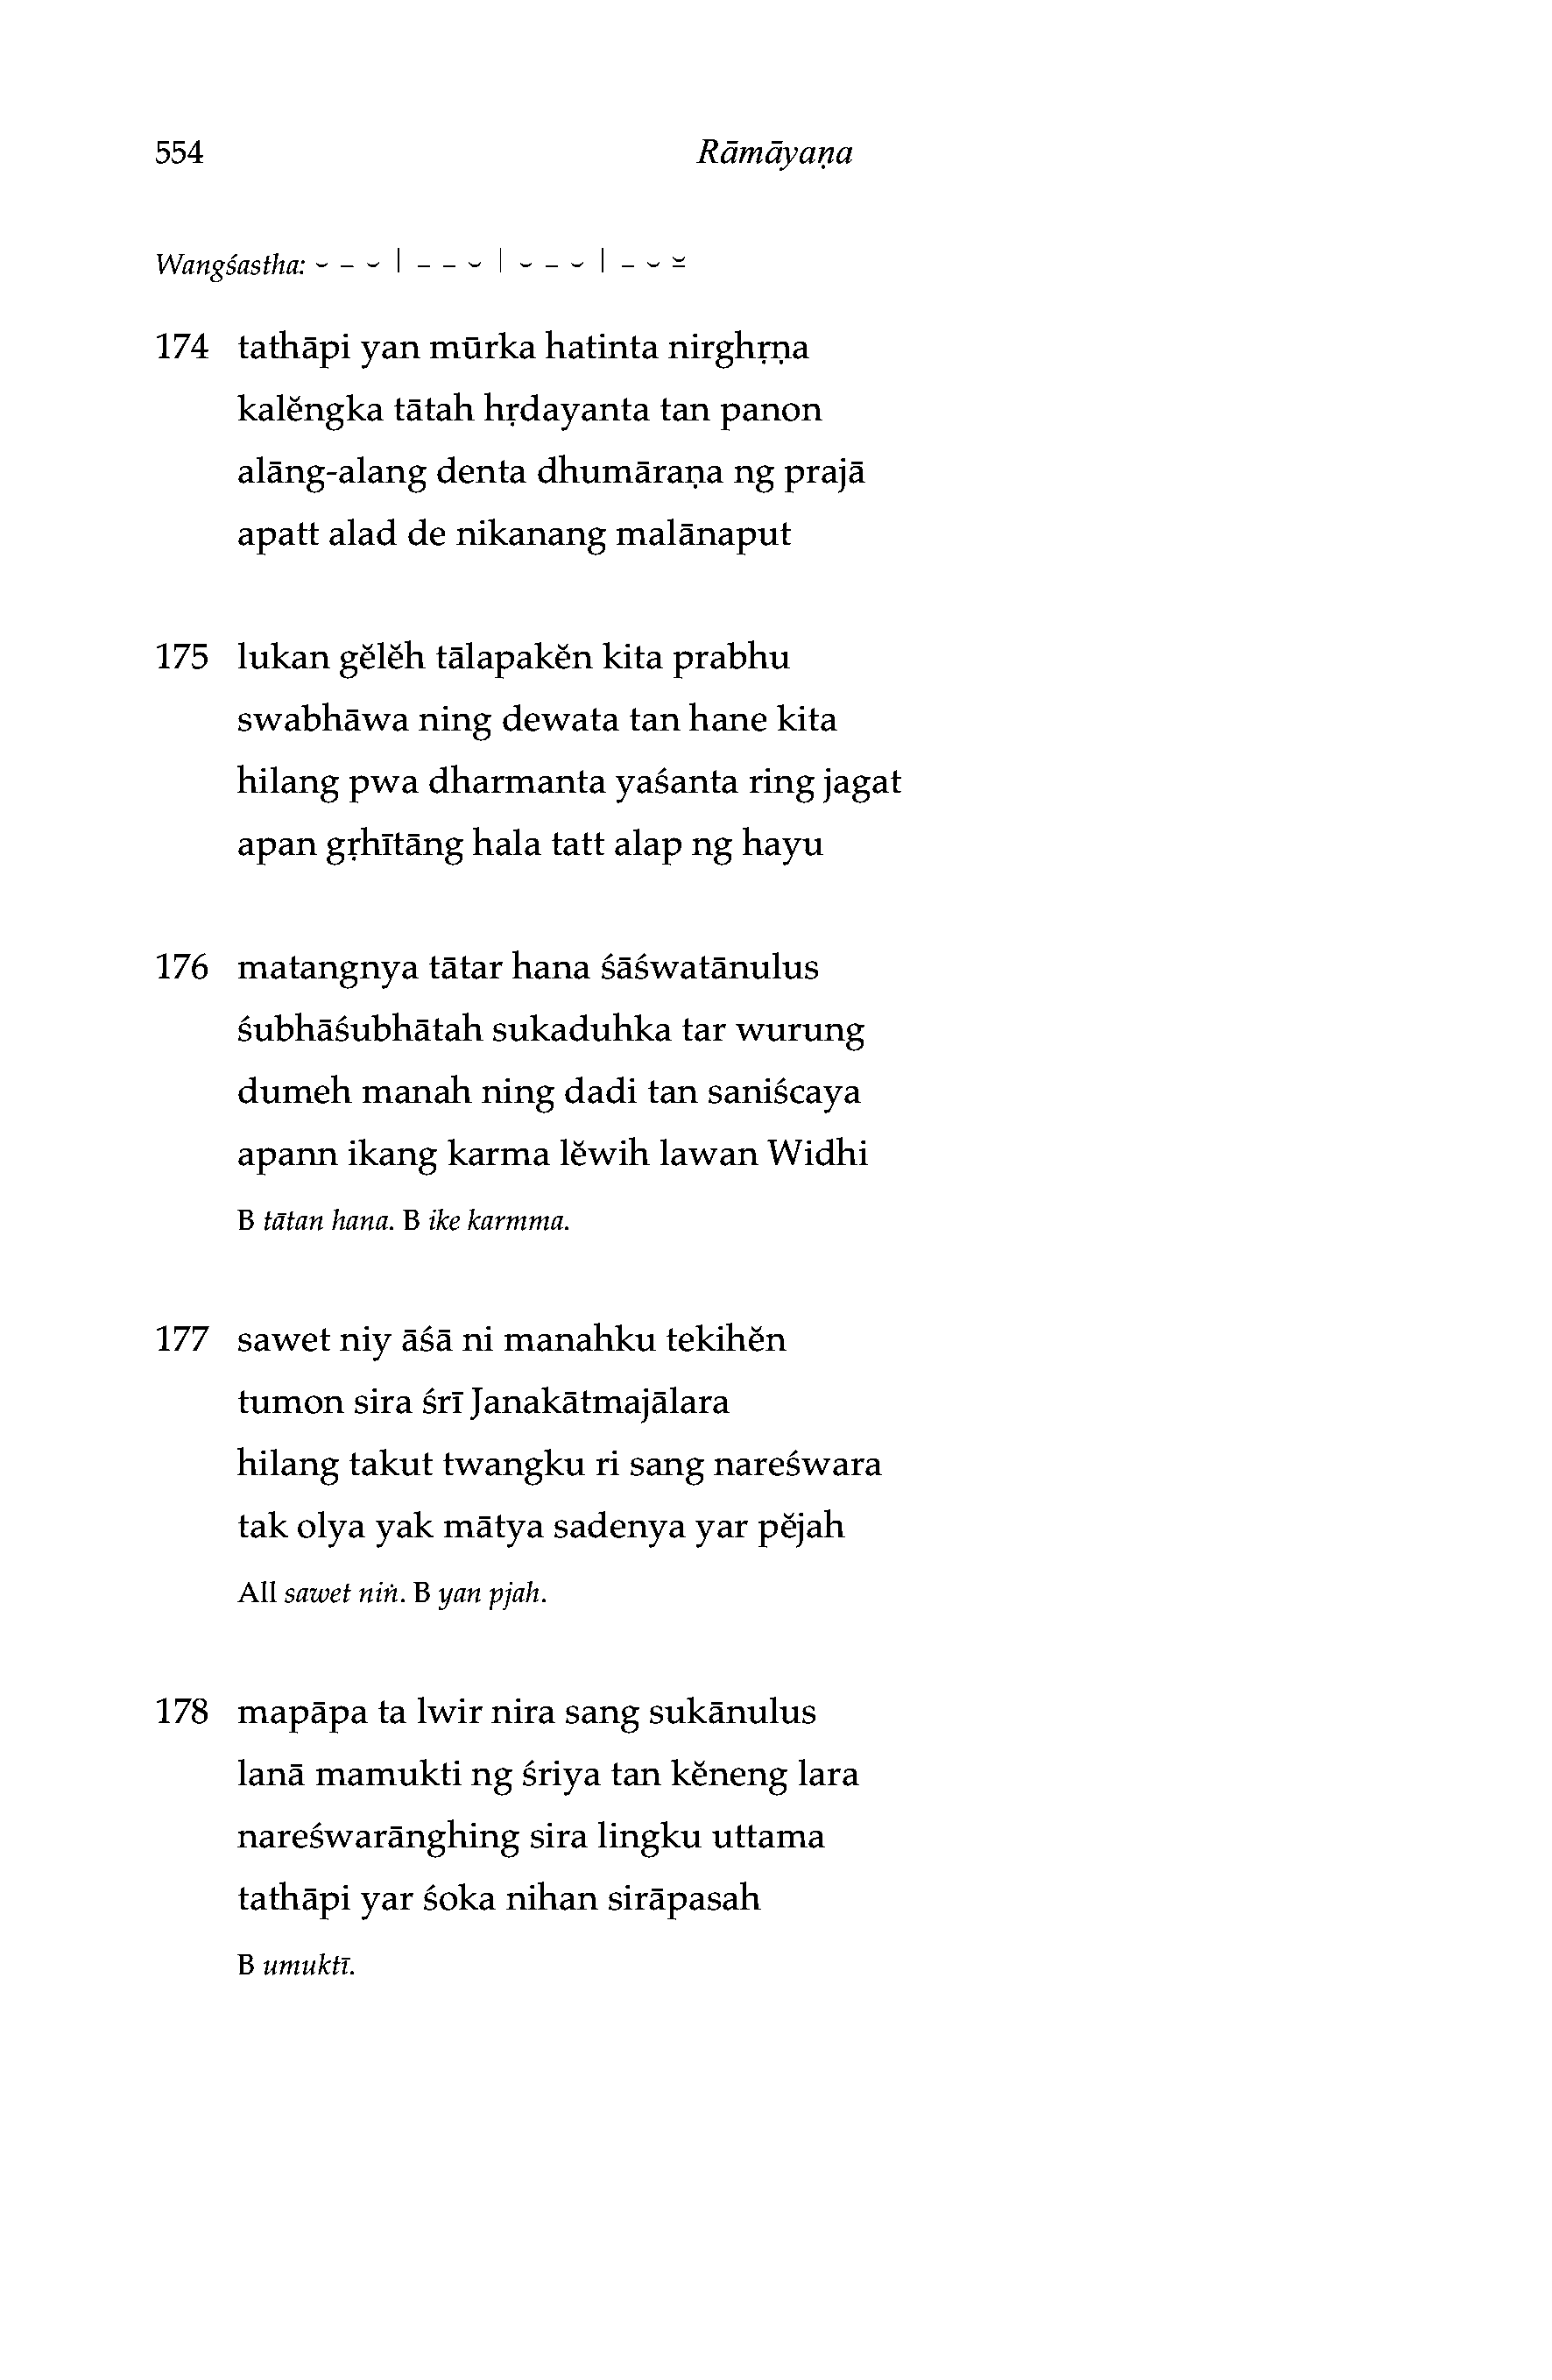 554 Rāmāyaṇa
Wangśastha: ⏑ – ⏑ | – – ⏑ | ⏑ – ⏑ | – ⏑ ⏓
174 tathāpi yan mūrka hatinta nirghṛṇa
kalĕngka tātah hṛdayanta tan panon
alāng-alang denta dhumāraṇa ng prajā
apatt alad de nikanang malānaput
175 lukan gĕlĕh tālapakĕn kita prabhu
swabhāwa ning dewata tan hane kita
hilang pwa dharmanta yaśanta ring jagat
apan gṛhītāng hala tatt alap ng hayu
176 matangnya tātar hana śāśwatānulus
śubhāśubhātah sukaduhka tar wurung
dumeh manah ning dadi tan saniścaya
apann ikang karma lĕwih lawan Widhi
B tātan hana. B ike karmma.
177 sawet niy āśā ni manahku tekihĕn
tumon sira śrī Janakātmajālara
hilang takut twangku ri sang nareśwara
tak olya yak mātya sadenya yar pĕjah
All sawet niṅ. B yan pjah.
178 mapāpa ta lwir nira sang sukānulus
lanā mamukti ng śriya tan kĕneng lara
nareśwarānghing sira lingku uttama
tathāpi yar śoka nihan sirāpasah
B umuktī.